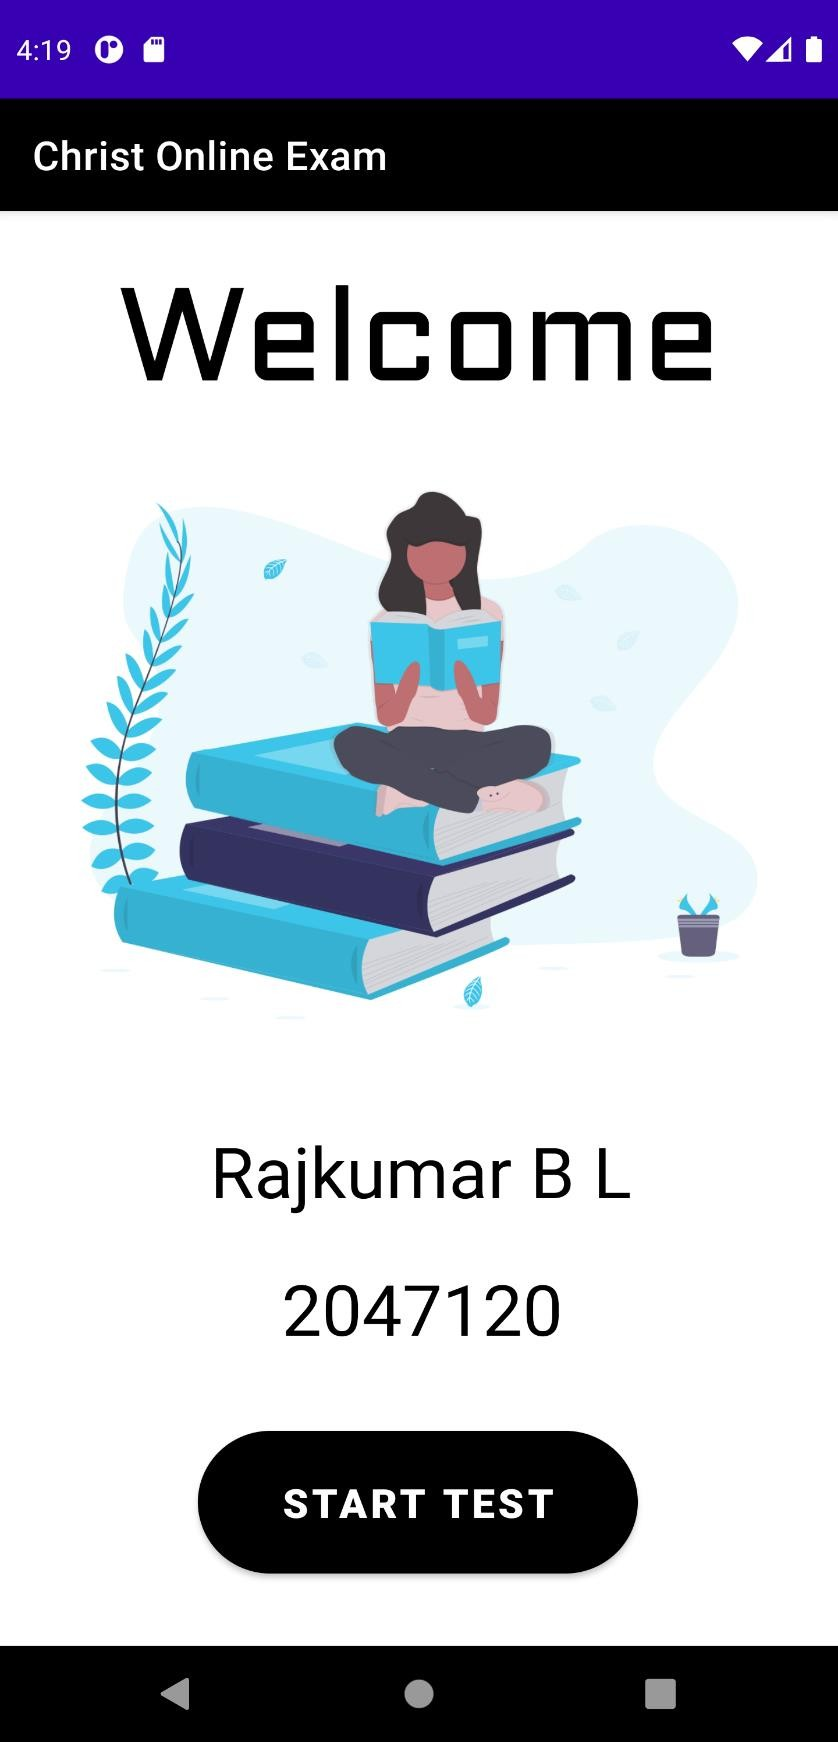 4:19
Christ Online Exam
Welcome
Rajkumar B L
2047120
START TEST